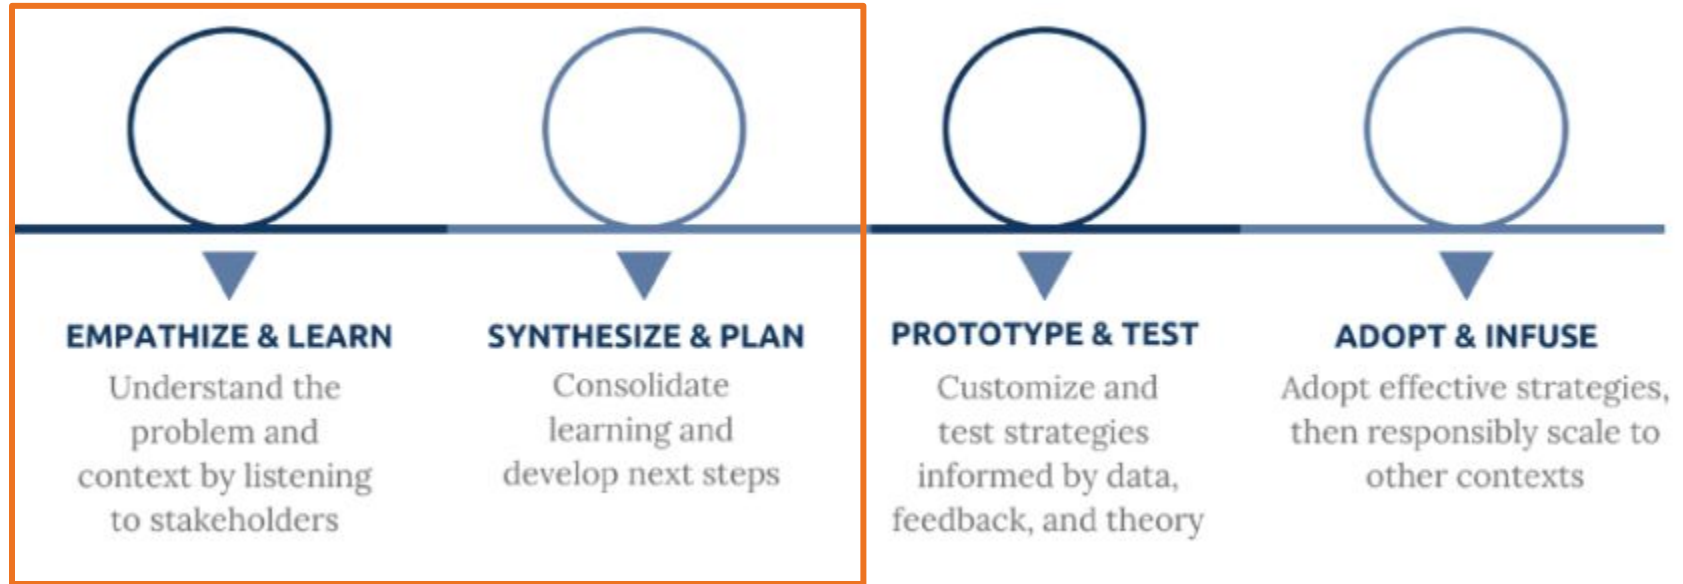 EMPATHIZE & LEARN
Understand the
problem and
context by listening
to stakeholders
SYNTHESIZE & PLAN
Consolidate
learning and
develop next steps
PROTOTYPE & TEST
Customize and
test strategies
informed by data,
feedback, and theory
ADOPT & INFUSE
Adopt effective strategies,
then responsibly scale to
other contexts